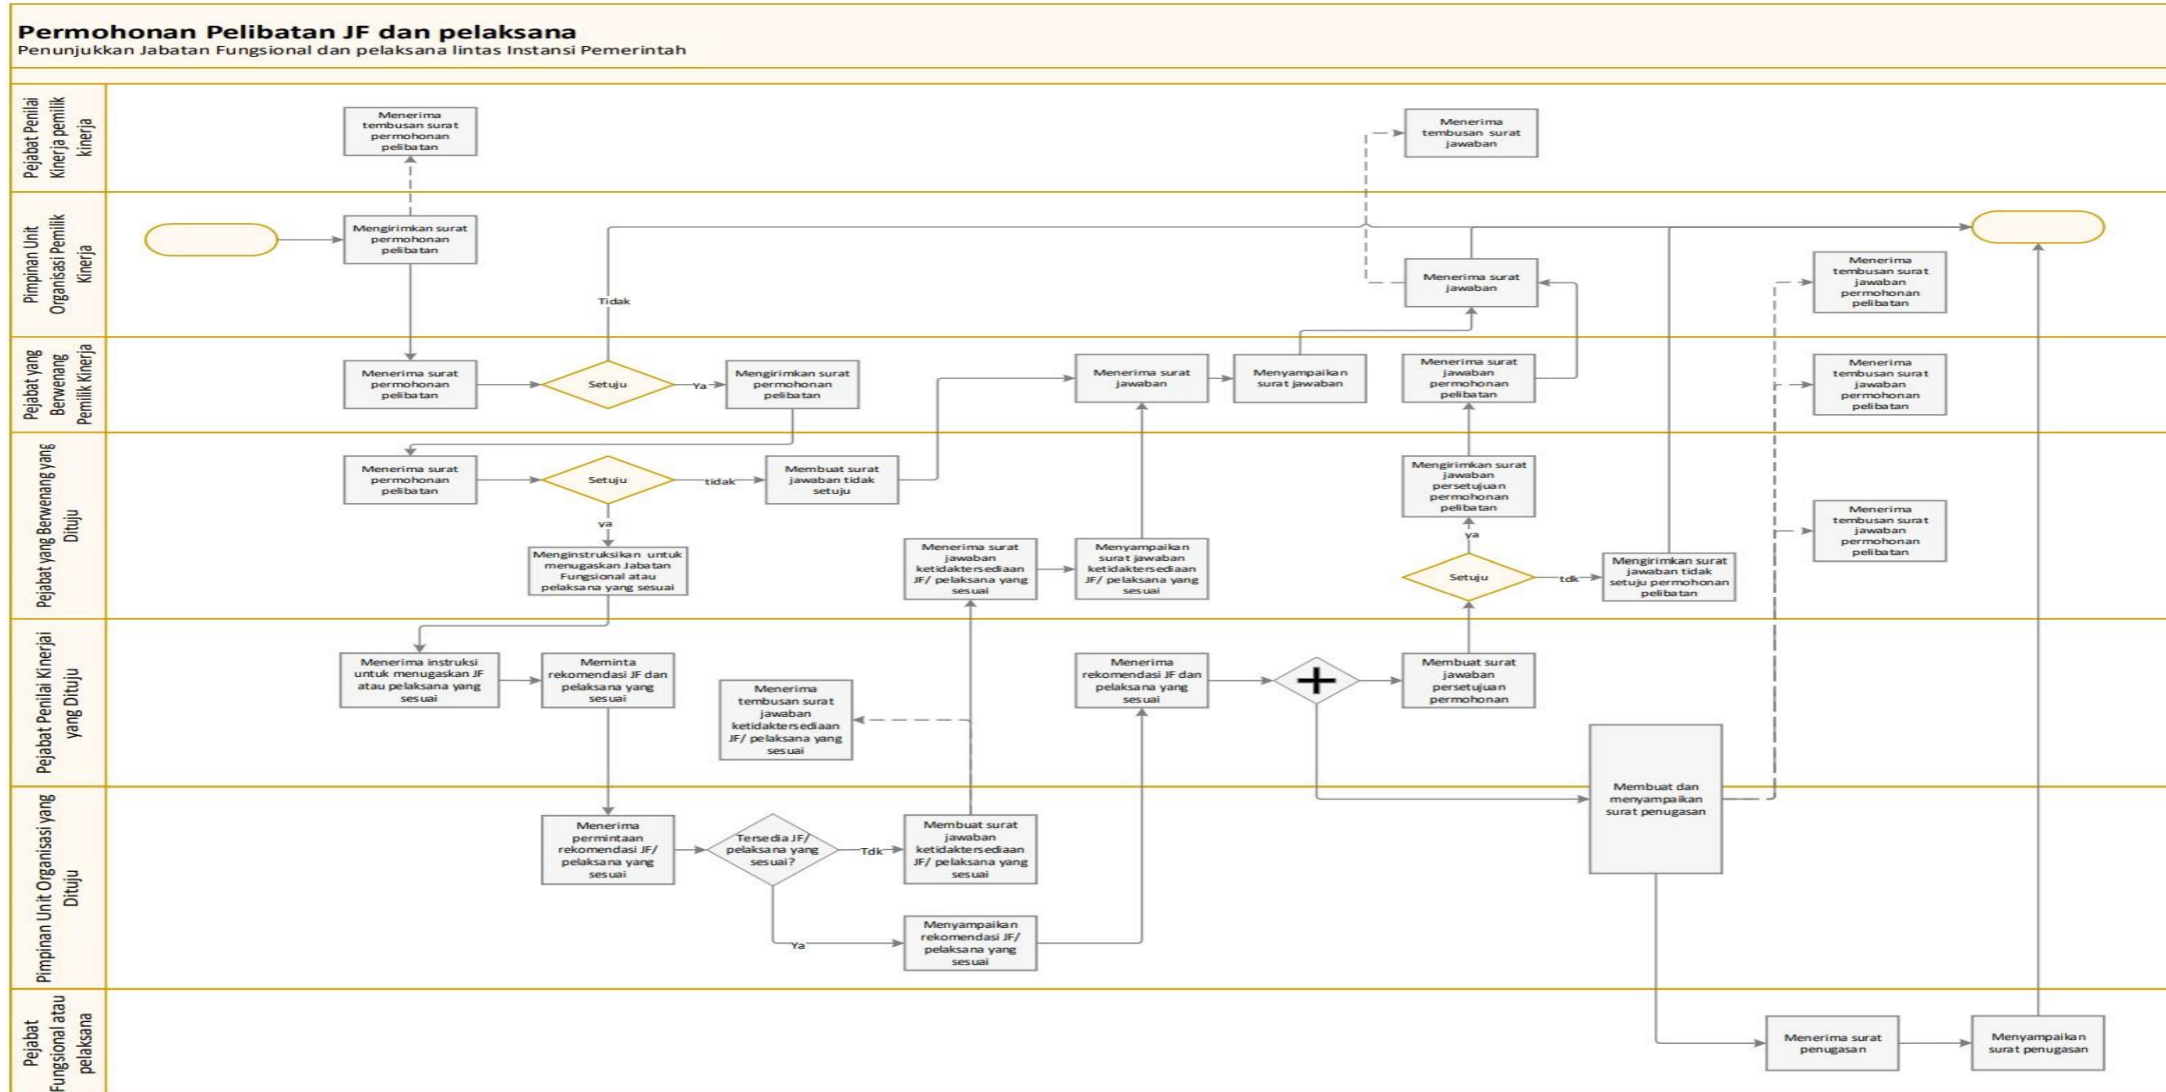 Permohonan Pelibatan JF dan pelaksana
Penunjukkan Jabatan Fungsional dan pelaksana lintas Instansi Pemerintah
Pejabat Penilai
Kinerja pemilik
kinerja
Menerima
tembusan surat
permohonan
pelibatan
Menerima
tembusan surat
jawaban
Pimpinan Unit
Organisasi Pemilik
Kinerja
Mengirimkan surat
permohonan
pelibatan
Tidak
Menerima surat
jawaban
Menerima
tembusan surat
jawaban
permohonan
pelibatan
Pejabat yang
Berwenang
Pemilik Kinerja
Menerima surat
permohonan
pelibatan
Setuju
Ya
Mengirimkan surat
permohonan
pelibatan
Menerima surat
jawaban
Menyampaikan
surat jawaban
Menerima surat
jawaban
permohonan
pelibatan
Menerima
tembusan surat
jawaban
permohonan
pelibatan
Pejabat yang Berwenang yang
Dituju
Menerima surat
permohonan
pelibatan
Setuju
tidak
Membuat surat
jawaban tidak
setuju
ya
Menginstruksikan untuk
menugaskan Jabatan
Fungsional atau
pelaksana yang sesuai
Menerima surat
jawaban
ketidaktersediaan
JF/ pelaksana yang
sesuai
Menyampaikan
surat jawaban
ketidaktersediaan
JF/ pelaksana yang
sesuai
Mengirimkan surat
jawaban
persetujuan
permohonan
pelibatan
ya
Setuju
tdk
Mengirimkan surat
jawaban tidak
setuju permohonan
pelibatan
Menerima
tembusan surat
jawaban
permohonan
pelibatan
Pejabat Penilai Kinerjai
yang Dituju
Menerima instruksi
untuk menugaskan JF
atau pelaksana yang
sesuai
Meminta
rekomendasi JF dan
pelaksana yang
sesuai
Menerima
tembusan surat
jawaban
ketidaktersediaan
JF/ pelaksana yang
sesuai
Menerima
rekomendasi JF dan
pelaksana yang
sesuai
Membuat surat
jawaban
persetujuan
permohonan
Membuat dan
menyampaikan
surat penugasan
Pimpinan Unit Organisasi yang
Dituju
Menerima
permintaan
rekomendasi JF/
pelaksana yang
sesuai
Tersedia JF/
pelaksana yang
sesuai?
Tdk
Membuat surat
jawaban
ketidaktersediaan
JF/ pelaksana yang
sesuai
Ya
Menyampaikan
rekomendasi JF/
pelaksana yang
sesuai
Pejabat
Fungsional atau
pelaksana
Menerima surat
penugasan
Menyampaikan
surat penugasan